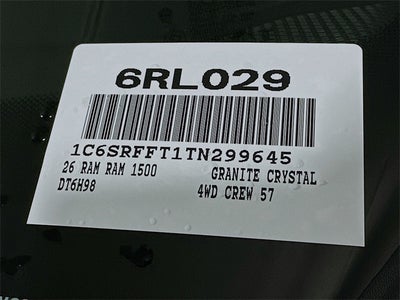 6RL029
1C6SRFFT1TN299645
26 RAM RAM 1500 GRANITE CRYSTAL
DT6H98 4WD CREW 57